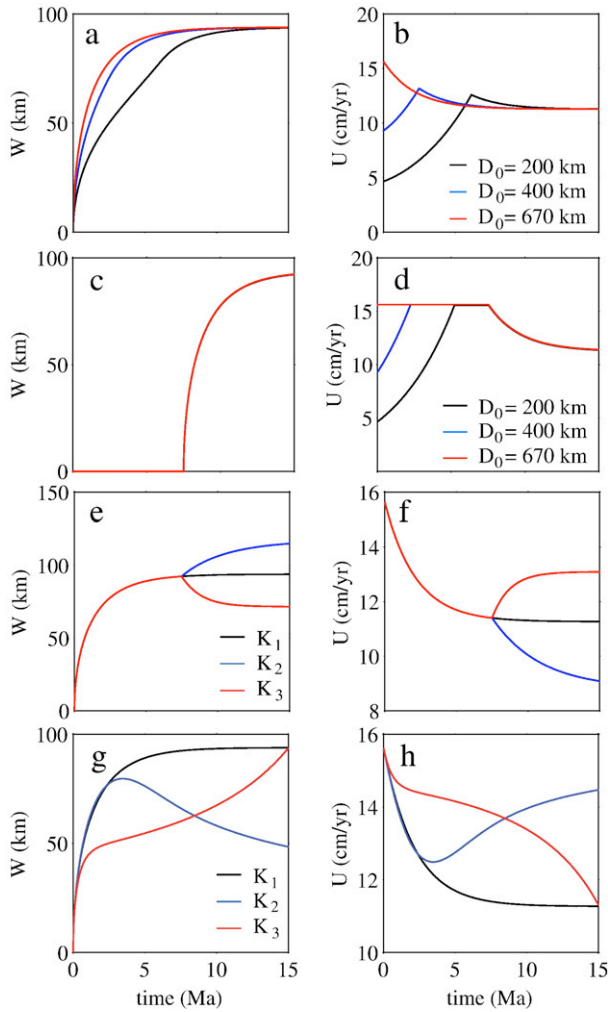 a
W (km)
100
50
0
b
U (cm/yr)
20
15
10
5
0
D₀= 200 km
D₀= 400 km
D₀= 670 km
c
W (km)
100
50
0
d
U (cm/yr)
20
15
10
5
D₀= 200 km
D₀= 400 km
D₀= 670 km
e
W (km)
150
100
50
0
K₁
K₂
K₃
f
U (cm/yr)
16
14
12
10
8
g
W (km)
100
50
0
K₁
K₂
K₃
0 5 10 15
time (Ma)
h
U (cm/yr)
16
14
12
10
0 5 10 15
time (Ma)